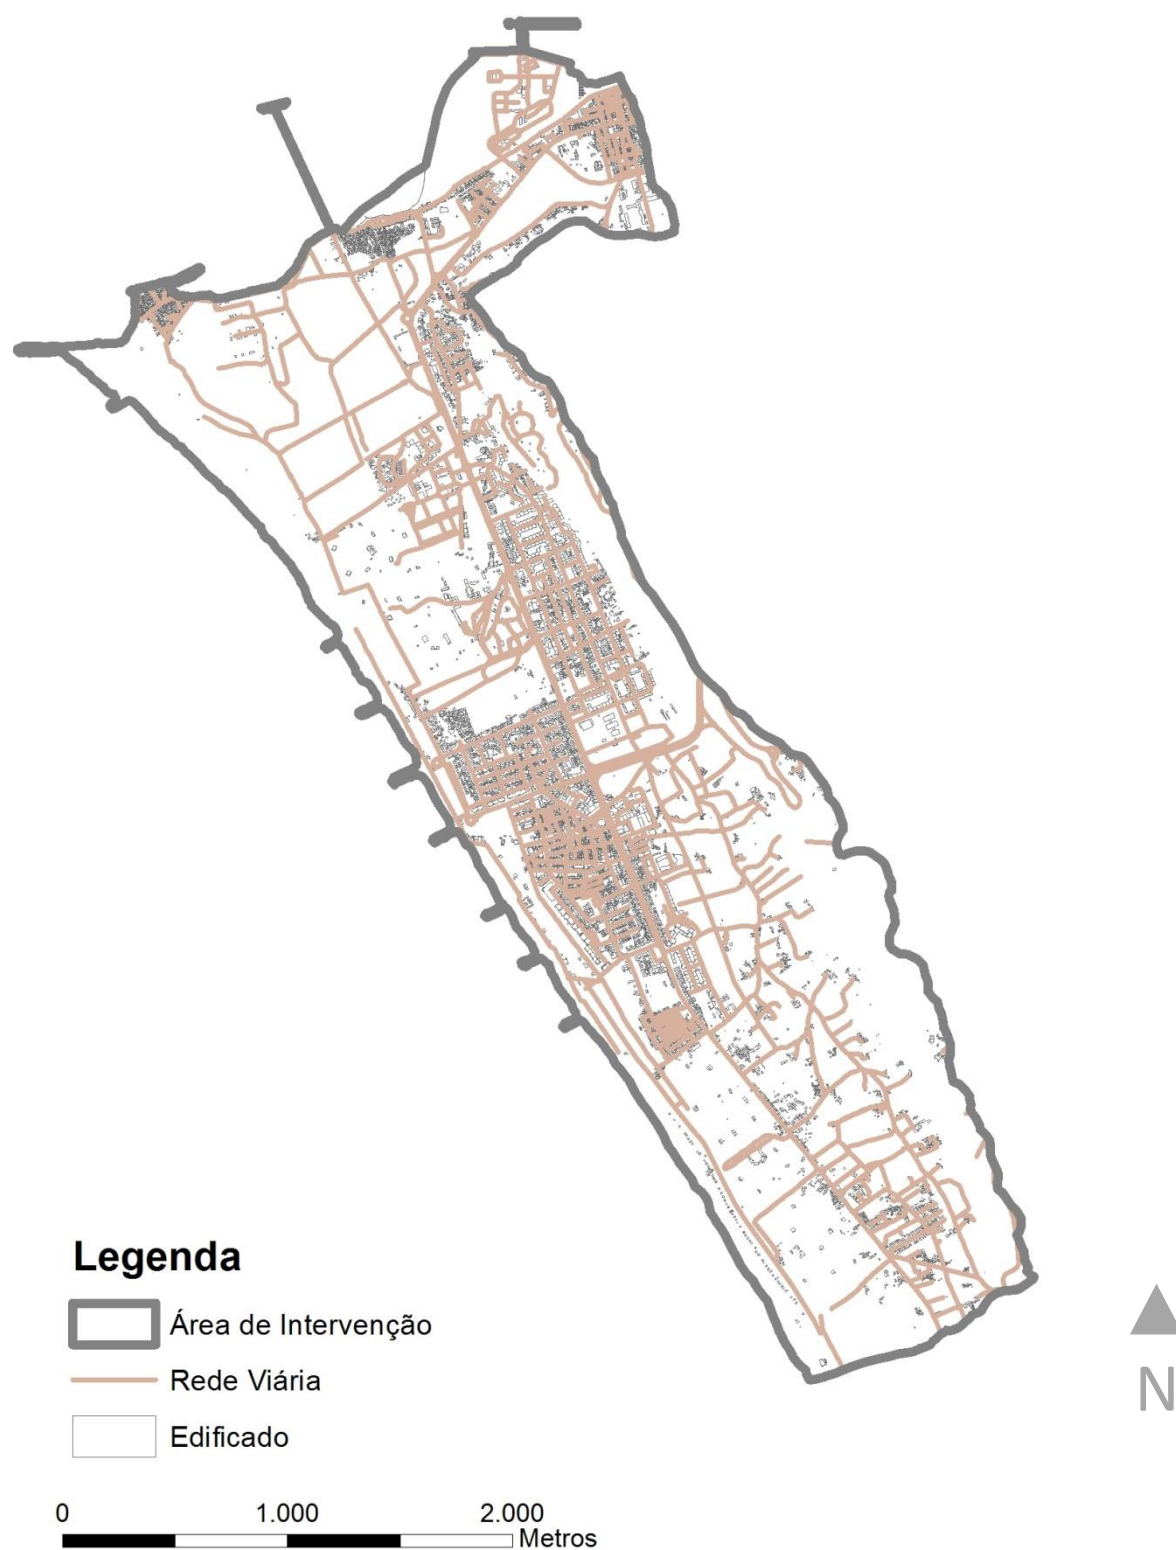 Legenda
Área de Intervenção
Rede Viária
Edificado
N
0 1.000 2.000
Metros